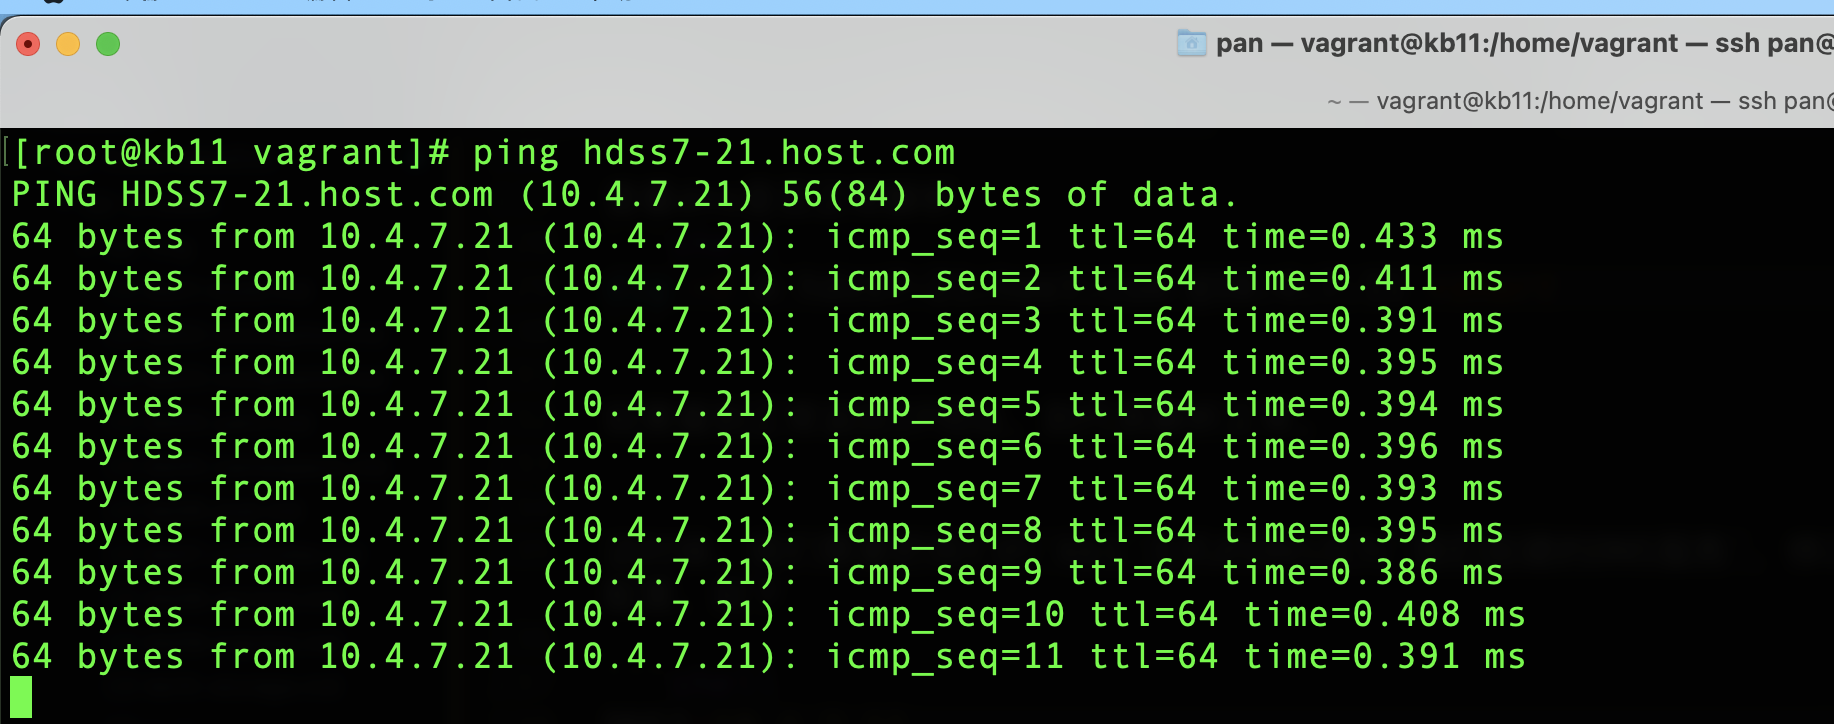 pan — vagrant@kb11:/home/vagrant — ssh pan@
~ — vagrant@kb11:/home/vagrant — ssh pan@
[[root@kb11 vagrant]# ping hdss7-21.host.com
PING HDSS7-21.host.com (10.4.7.21) 56(84) bytes of data.
64 bytes from 10.4.7.21 (10.4.7.21): icmp_seq=1 ttl=64 time=0.433 ms
64 bytes from 10.4.7.21 (10.4.7.21): icmp_seq=2 ttl=64 time=0.411 ms
64 bytes from 10.4.7.21 (10.4.7.21): icmp_seq=3 ttl=64 time=0.391 ms
64 bytes from 10.4.7.21 (10.4.7.21): icmp_seq=4 ttl=64 time=0.395 ms
64 bytes from 10.4.7.21 (10.4.7.21): icmp_seq=5 ttl=64 time=0.394 ms
64 bytes from 10.4.7.21 (10.4.7.21): icmp_seq=6 ttl=64 time=0.396 ms
64 bytes from 10.4.7.21 (10.4.7.21): icmp_seq=7 ttl=64 time=0.393 ms
64 bytes from 10.4.7.21 (10.4.7.21): icmp_seq=8 ttl=64 time=0.395 ms
64 bytes from 10.4.7.21 (10.4.7.21): icmp_seq=9 ttl=64 time=0.386 ms
64 bytes from 10.4.7.21 (10.4.7.21): icmp_seq=10 ttl=64 time=0.408 ms
64 bytes from 10.4.7.21 (10.4.7.21): icmp_seq=11 ttl=64 time=0.391 ms